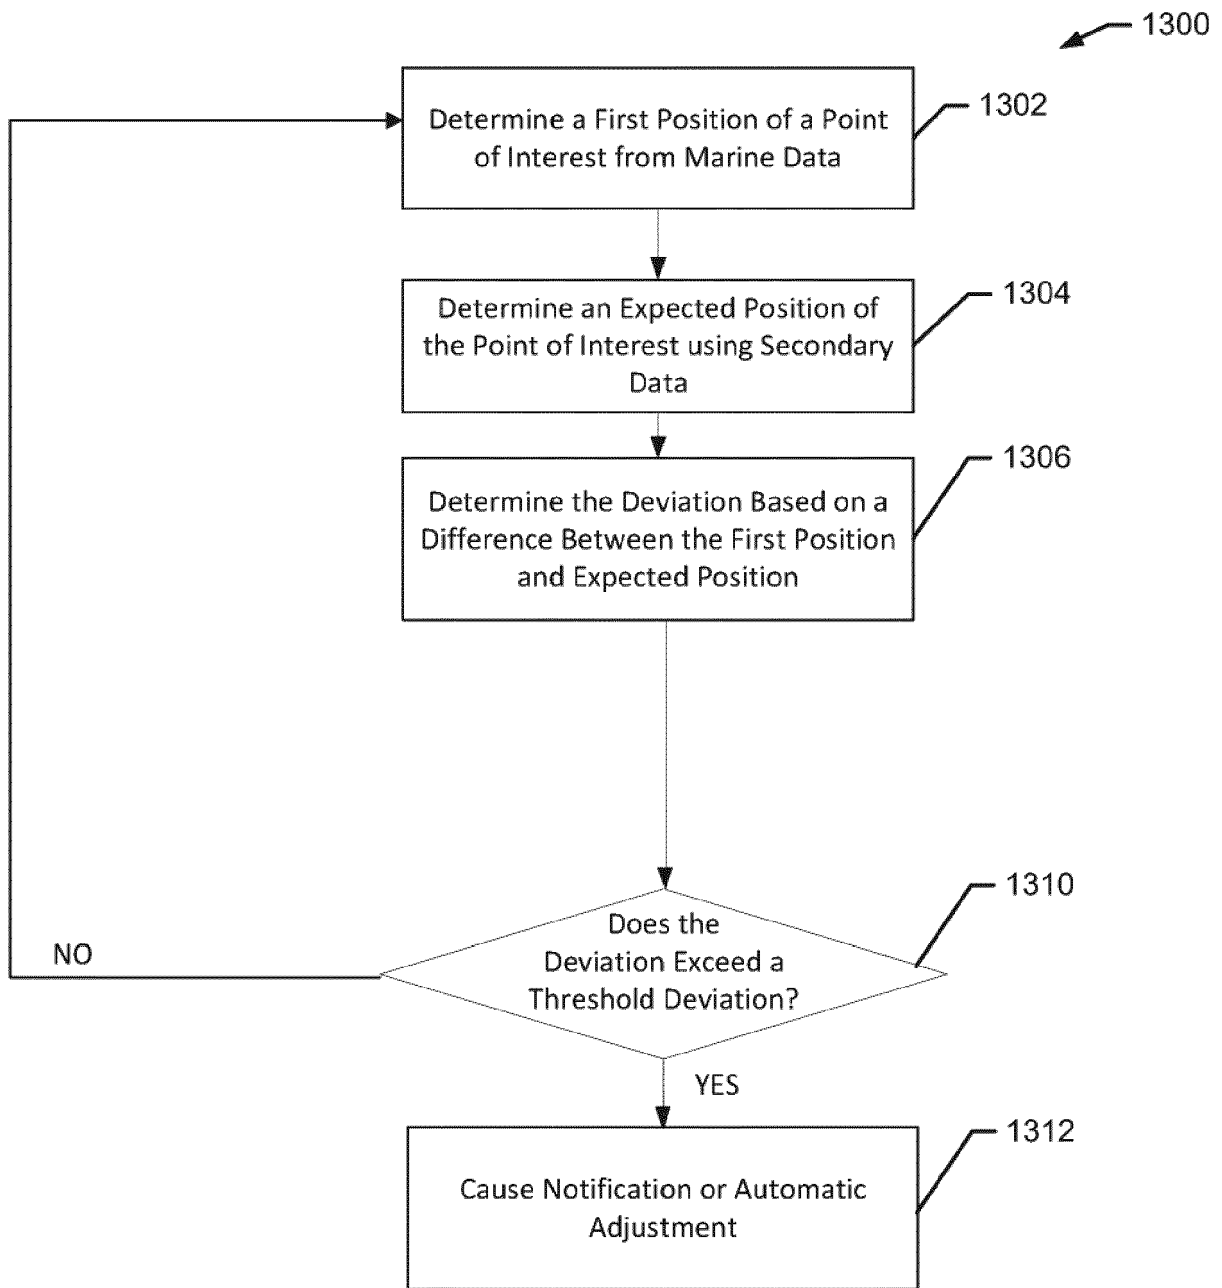 1300
Determine a First Position of a Point
of Interest from Marine Data
1302
Determine an Expected Position of
the Point of Interest using Secondary
Data
1304
Determine the Deviation Based on a
Difference Between the First Position
and Expected Position
1306
Does the
Deviation Exceed a
Threshold Deviation?
1310
NO
YES
Cause Notification or Automatic
Adjustment
1312